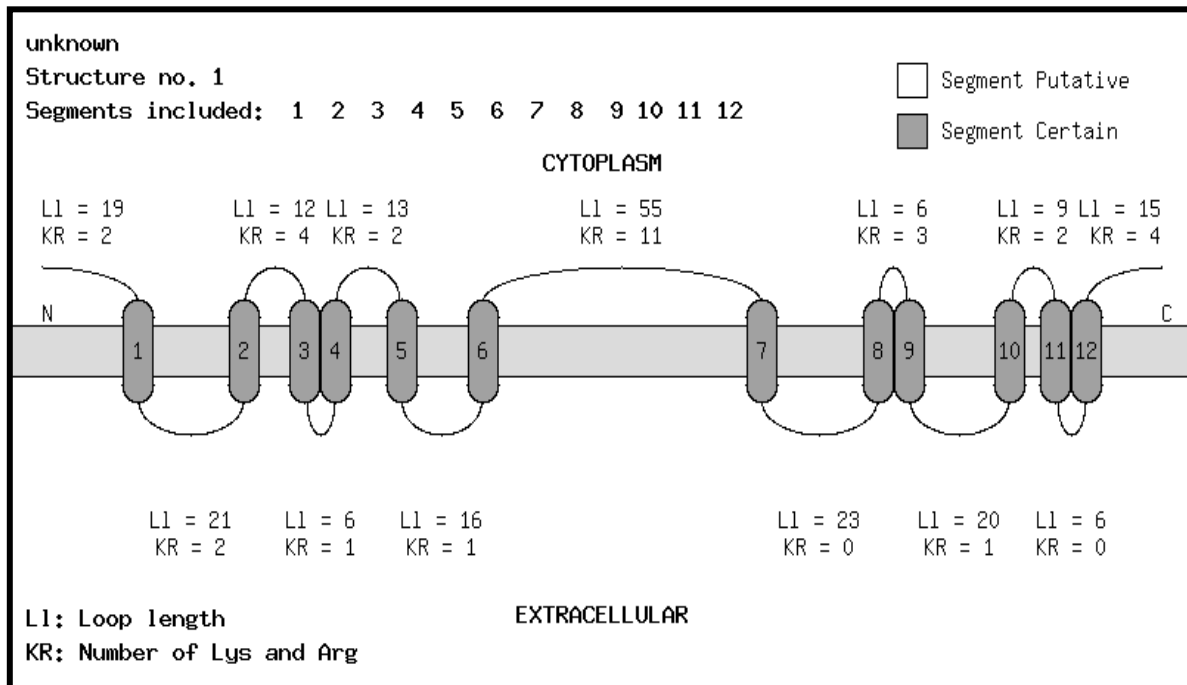 unknown
Structure no. 1
Segments included: 1 2 3 4 5 6 7 8 9 10 11 12
Segment Putative
Segment Certain
CYTOPLASM
Ll = 19 Ll = 12 Ll = 13 Ll = 55 Ll = 6 Ll = 9 Ll = 15
KR = 2 KR = 4 KR = 2 KR = 11 KR = 3 KR = 2 KR = 4
N C
1 2 3 4 5 6 7 8 9 10 11 12
Ll = 21 Ll = 6 Ll = 16 Ll = 23 Ll = 20 Ll = 6
KR = 2 KR = 1 KR = 1 KR = 0 KR = 1 KR = 0
Ll: Loop length
EXTRACELLULAR
KR: Number of Lys and Arg